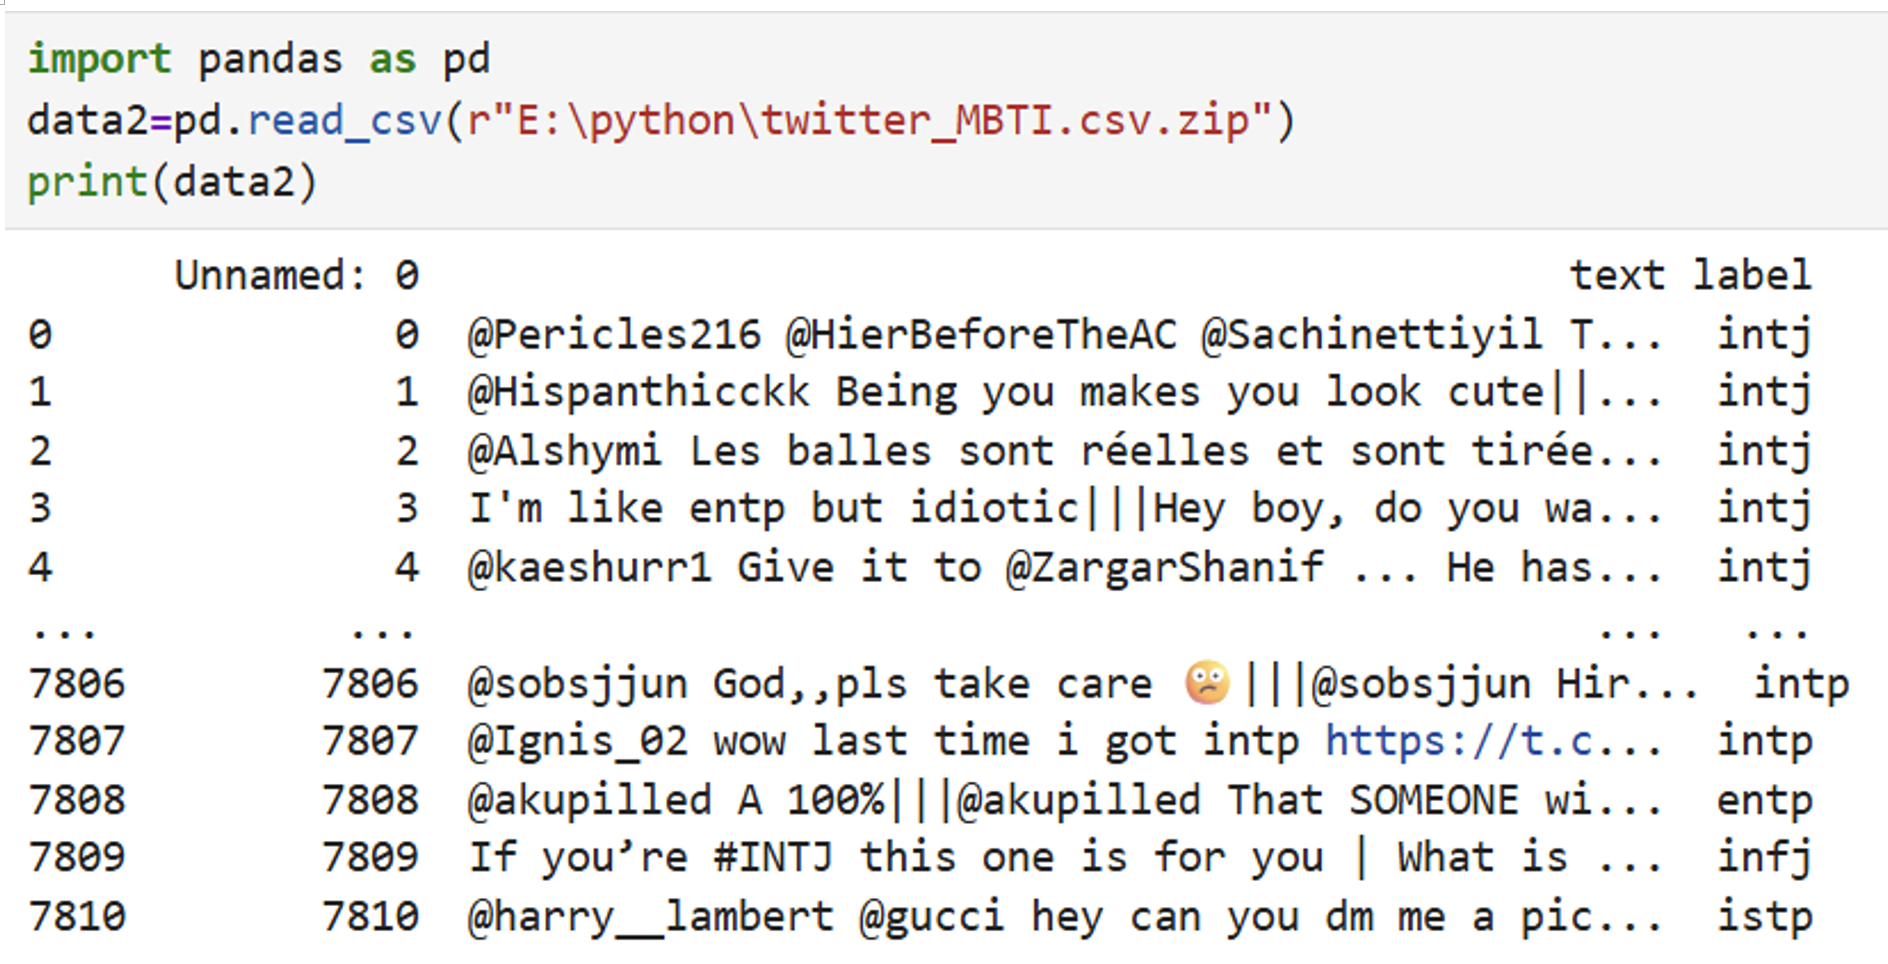 import pandas as pd
data2=pd.read_csv(r"E:\python\twitter_MBTI.csv.zip")
print(data2)
Unnamed: 0 text label
0 0 @Pericles216 @HierBeforeTheAC @Sachinettiyil T... intj
1 1 @Hispanthicckk Being you makes you look cute||... intj
2 2 @Alshymi Les balles sont réelles et sont tirée... intj
3 3 I'm like entp but idiotic|||Hey boy, do you wa... intj
4 4 @kaeshurr1 Give it to @ZargarShanif ... He has... intj
... ... ... ...
7806 7806 @sobsjjun God,,pls take care 🫤|||@sobsjjun Hir... intp
7807 7807 @Ignis_02 wow last time i got intp https://t.c... intp
7808 7808 @akupilled A 100%|||@akupilled That SOMEONE wi... entp
7809 7809 If you’re #INTJ this one is for you | What is ... infj
7810 7810 @harry__lambert @gucci hey can you dm me a pic... istp